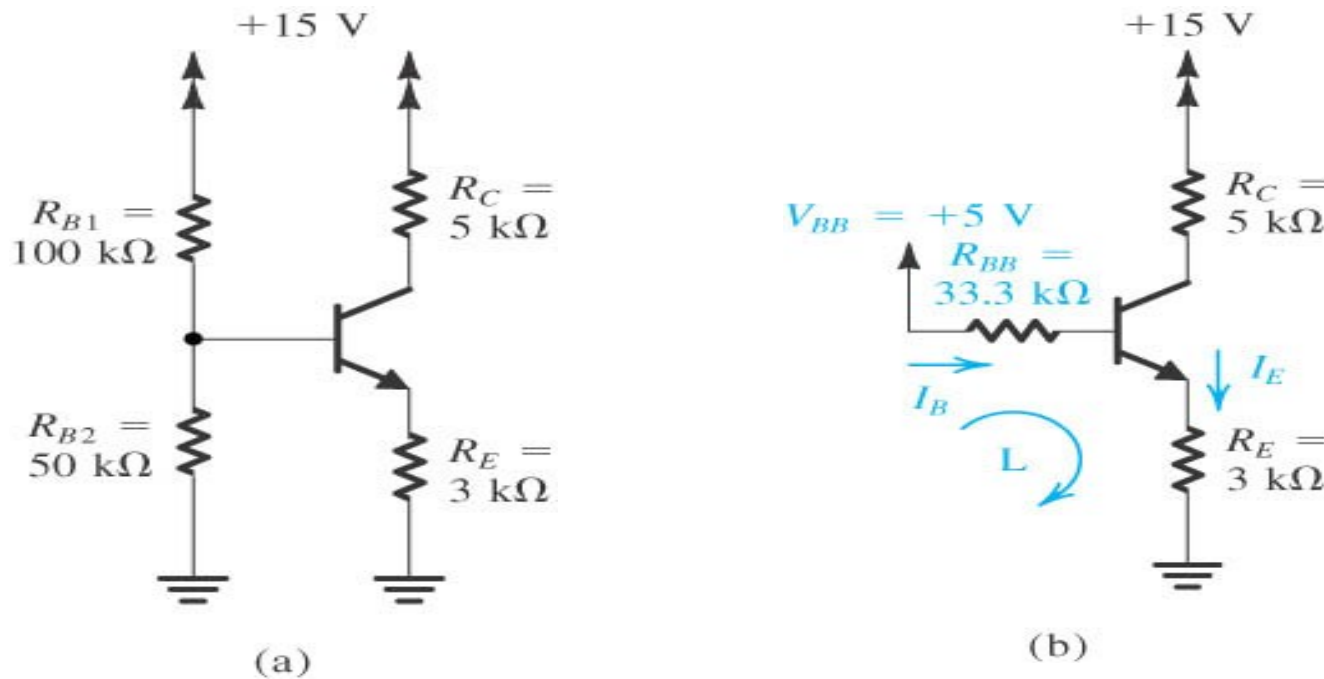 +15 V
R_B1 =
100 kΩ
R_C =
5 kΩ
R_B2 =
50 kΩ
R_E =
3 kΩ
(a)
+15 V
V_BB = +5 V
R_BB =
33.3 kΩ
R_C =
5 kΩ
I_B
I_E
L
R_E =
3 kΩ
(b)